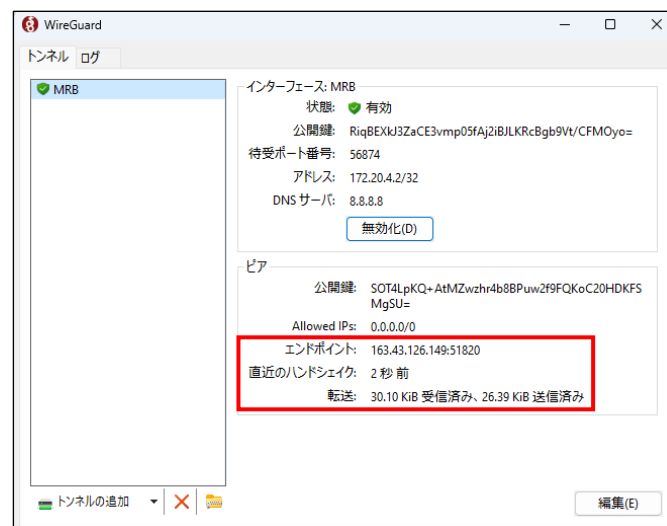 WireGuard
トンネル ログ
MRB
インターフェース: MRB
状態: 有効
公開鍵: RiqBEXkJ3ZaCE3vmp05fAj2iBJLKRcBgb9Vt/CFMOyo=
待受ポート番号: 56874
アドレス: 172.20.4.2/32
DNS サーバ: 8.8.8.8
無効化(D)
ピア
公開鍵: SOT4LpKQ+AtMZwzhr4b8BPuw2f9FQKoC20HDKFS
MgSU=
Allowed IPs: 0.0.0.0/0
エンドポイント: 163.43.126.149:51820
直近のハンドシェイク: 2 秒 前
転送: 30.10 KiB 受信済み、26.39 KiB 送信済み
トンネルの追加
編集(E)